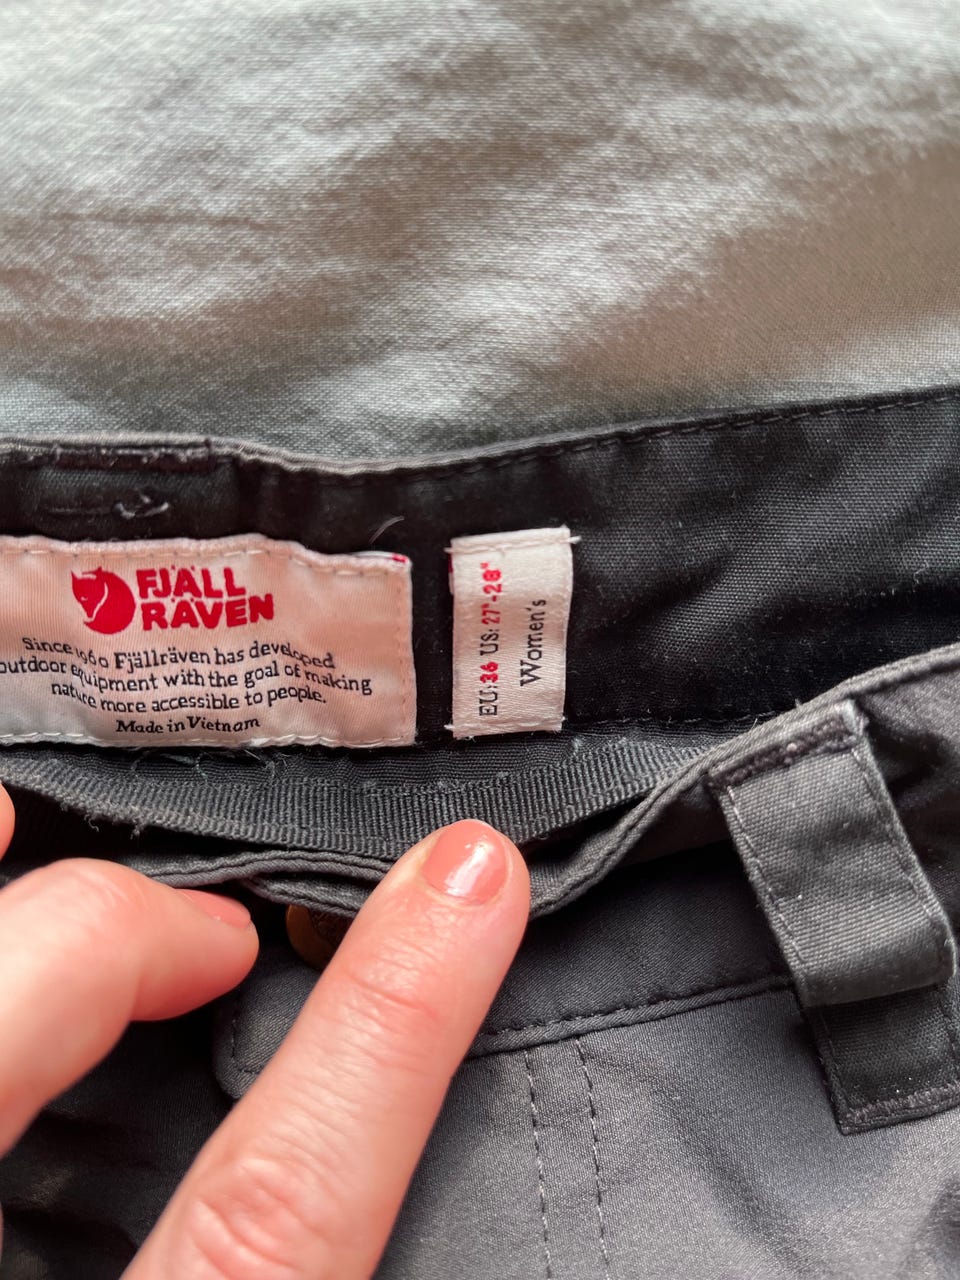 FJÄLL
RÄVEN
Since 1960 Fjällräven has developed
outdoor equipment with the goal of making
nature more accessible to people.
Made in Vietnam
EU:36 US:27"-28"
Women's